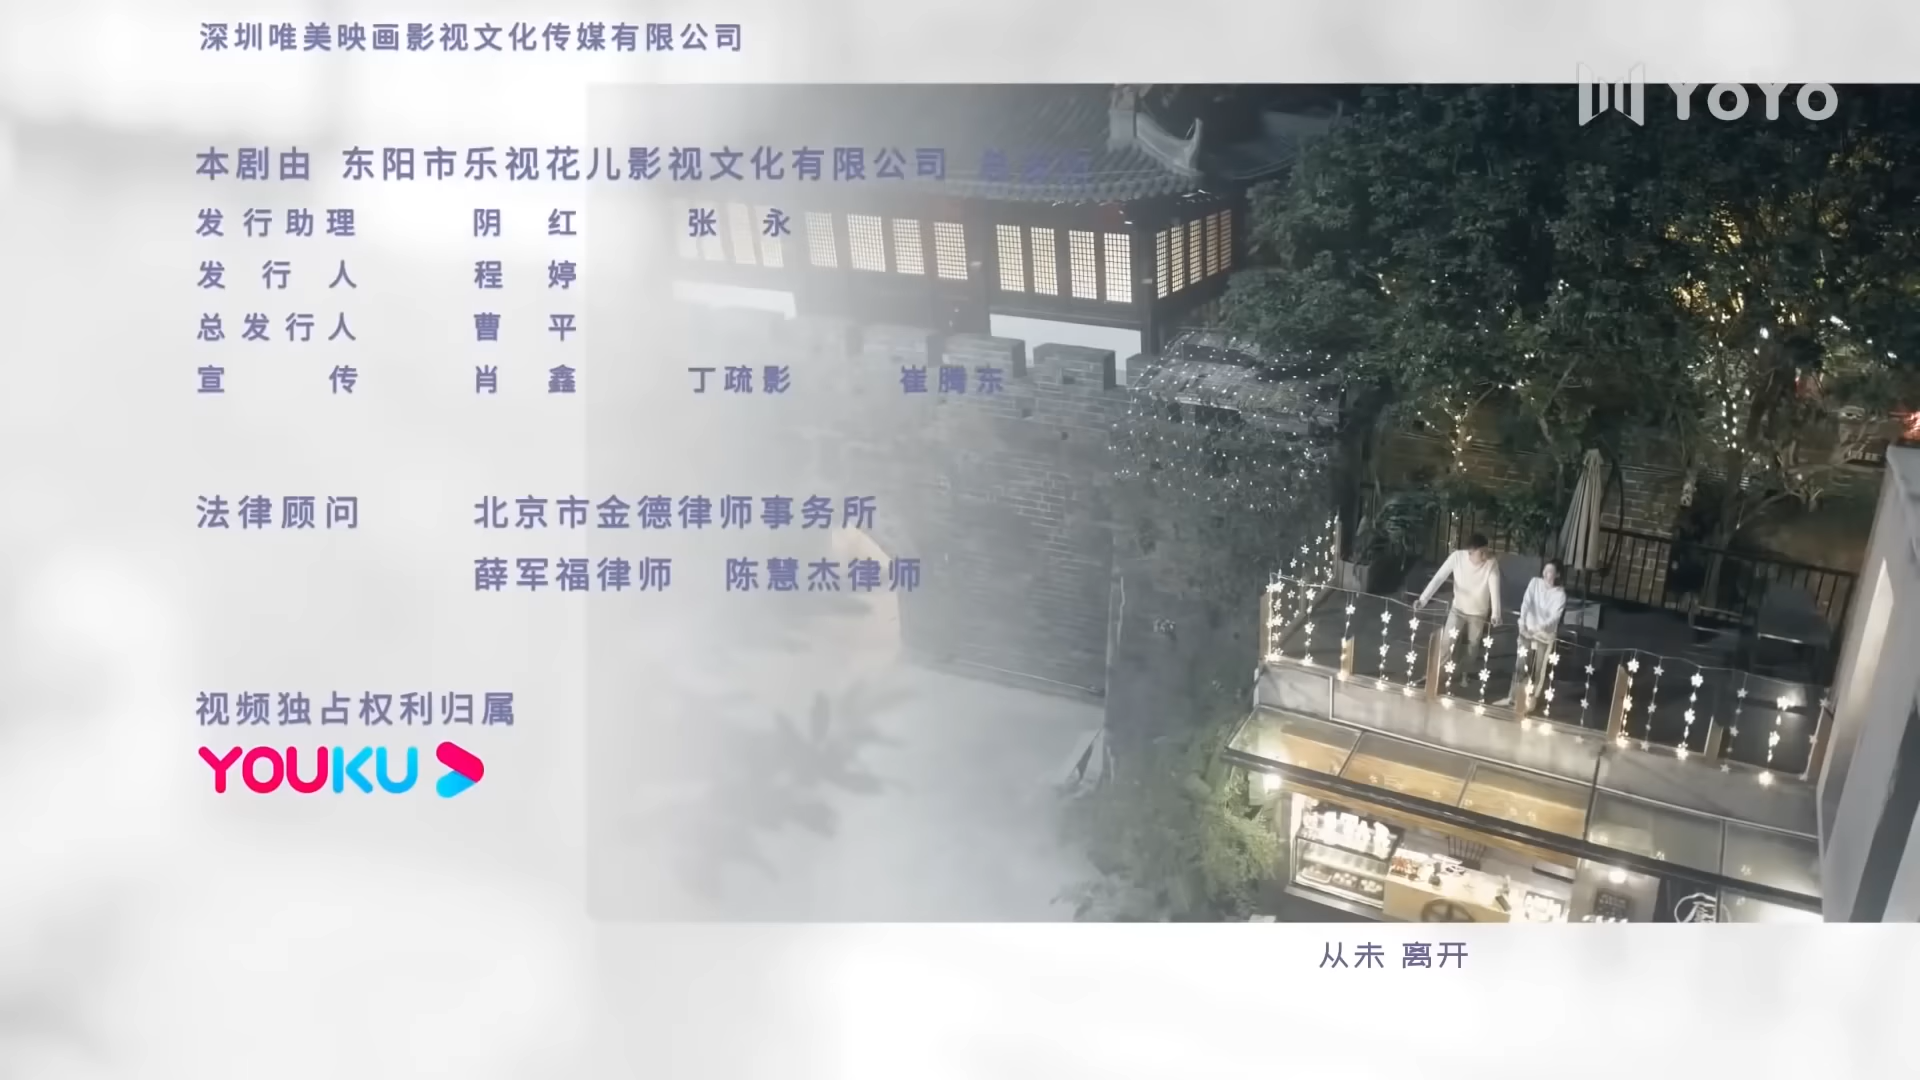 深圳唯美映画影视文化传媒有限公司
YOYO
本剧由 东阳市乐视花儿影视文化有限公司
发行助理 阴红 张永
发行人 程婷
总发行人 曹平
宣传 肖鑫 丁疏影 崔腾东
法律顾问 北京市金德律师事务所
薛军福律师 陈慧杰律师
视频独占权利归属
YOUKU
从未 离开